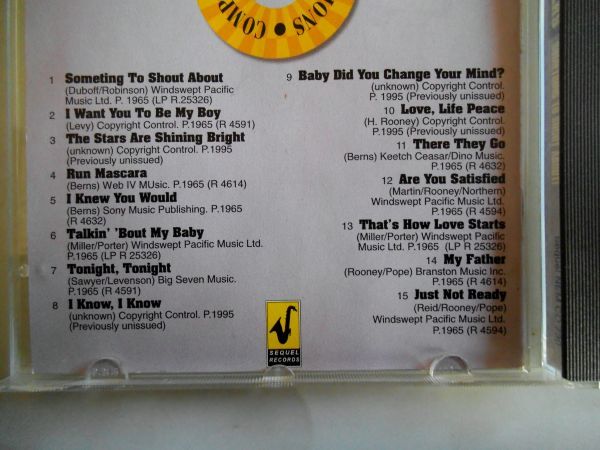 COMP
IONS
1 Someting To Shout About
(Duboff/Robinson) Windswept Pacific
Music Ltd. P. 1965 (LP R.25326)
2 I Want You To Be My Boy
(Levy) Copyright Control. P.1965 (R 4591)
3 The Stars Are Shining Bright
(unknown) Copyright Control. P.1995
(Previously unissued)
4 Run Mascara
(Berns) Web IV MUsic. P.1965 (R 4614)
5 I Knew You Would
(Berns) Sony Music Publishing. P.1965
(R 4632)
6 Talkin' 'Bout My Baby
(Miller/Porter) Windswept Pacific Music Ltd.
P.1965 (LP R.25326)
7 Tonight, Tonight
(Sawyer/Levenson) Big Seven Music.
P.1965 (R 4591)
8 I Know, I Know
(unknown) Copyright Control. P.1995
(Previously unissued)
9 Baby Did You Change Your Mind?
(unknown) Copyright Control.
P. 1995 (Previously unissued)
10 Love, Life Peace
(H. Rooney) Copyright Control.
P.1995 (Previously unissued)
11 There They Go
(Berns) Keetch Ceasar/Dino Music.
P.1965 (R 4632)
12 Are You Satisfied
(Martin/Rooney/Northern)
Windswept Pacific Music Ltd.
P.1965 (R 4594)
13 That's How Love Starts
(Miller/Porter) Windswept Pacific Music Ltd.
P.1965 (LP R 25326)
14 My Father
(Rooney/Pope) Branston Music Inc.
P.1965 (R 4614)
15 Just Not Ready
(Reid/Rooney/Pope)
Windswept Pacific Music Ltd.
P.1965 (R 4594)
SEQUEL
RECORDS